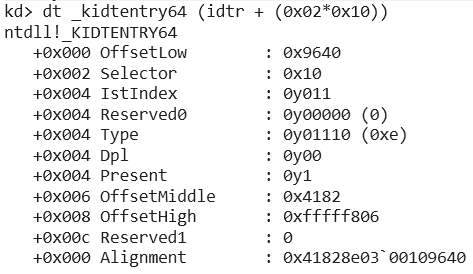 kd> dt _kidtentry64 (idtr + (0x02*0x10))
ntdll!_KIDTENTRY64
   +0x000 OffsetLow        : 0x9640
   +0x002 Selector         : 0x10
   +0x004 IstIndex         : 0y011
   +0x004 Reserved0        : 0y00000 (0)
   +0x004 Type             : 0y01110 (0xe)
   +0x004 Dpl              : 0y00
   +0x004 Present          : 0y1
   +0x006 OffsetMiddle     : 0x4182
   +0x008 OffsetHigh       : 0xfffff806
   +0x00c Reserved1        : 0
   +0x000 Alignment        : 0x41828e03`00109640